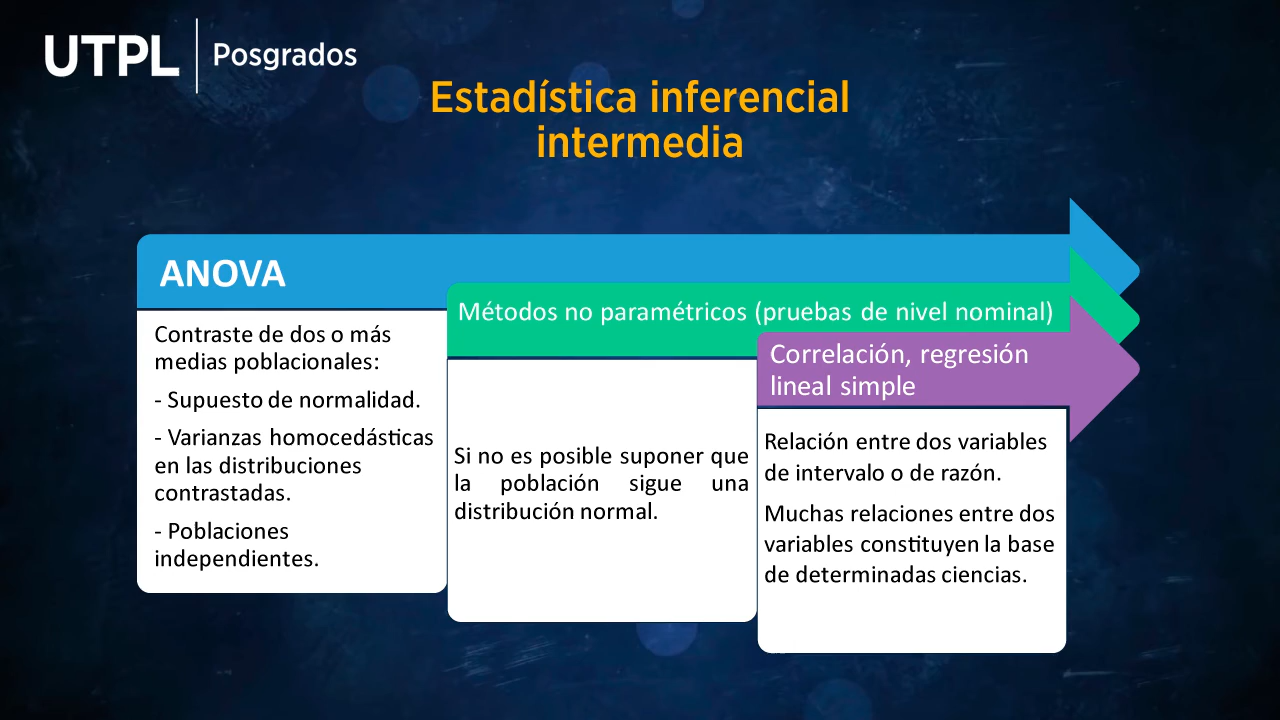 UTPL
Posgrados
Estadística inferencial
intermedia
ANOVA
Contraste de dos o más
medias poblacionales:
- Supuesto de normalidad.
- Varianzas homocedásticas
en las distribuciones
contrastadas.
- Poblaciones
independientes.
Métodos no paramétricos (pruebas de nivel nominal)
Si no es posible suponer que
la población sigue una
distribución normal.
Correlación, regresión
lineal simple
Relación entre dos variables
de intervalo o de razón.
Muchas relaciones entre dos
variables constituyen la base
de determinadas ciencias.